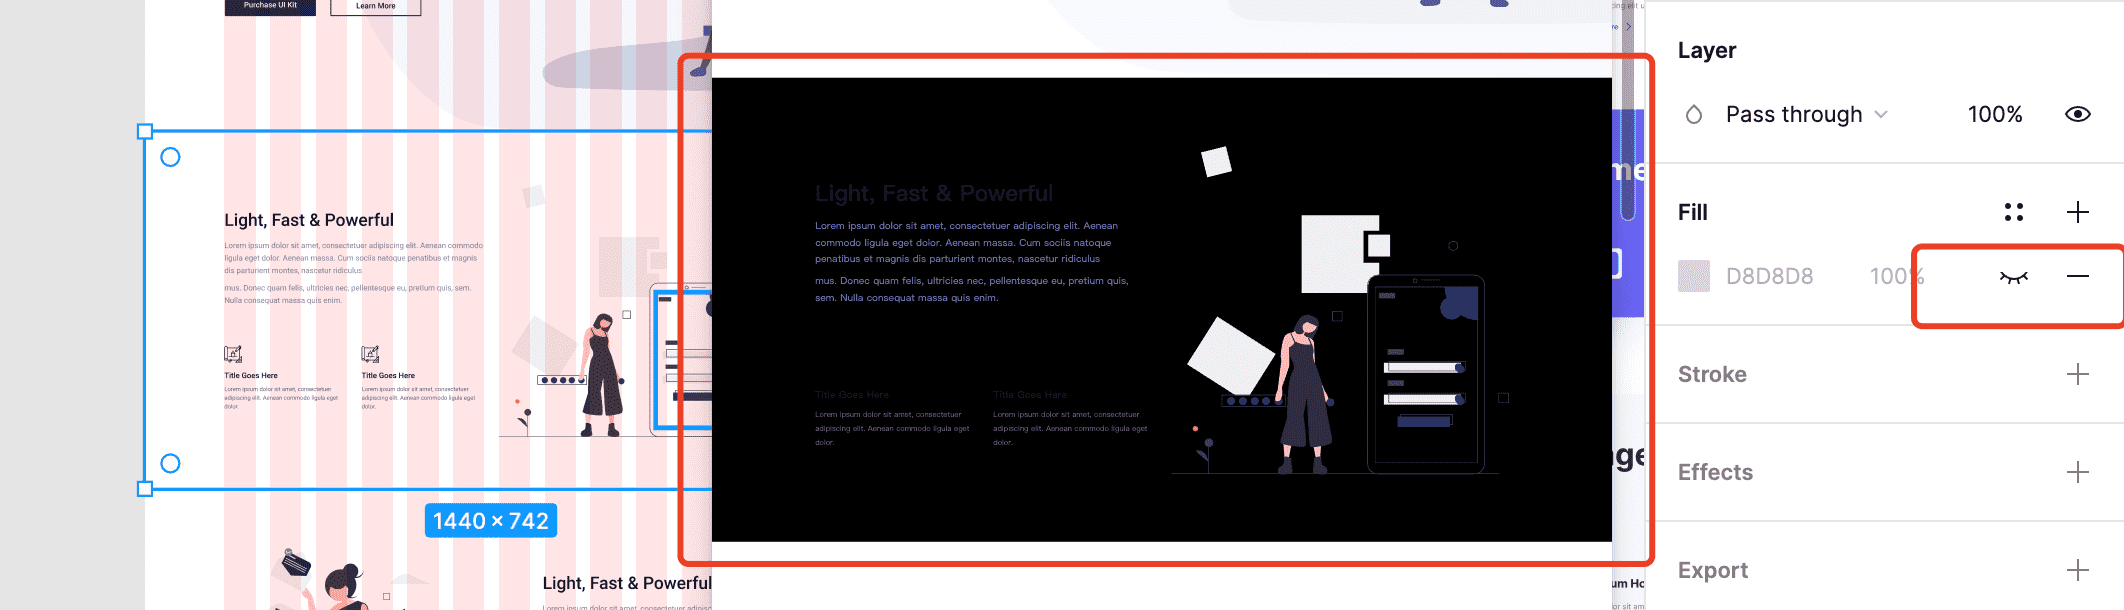 Purchase UI Kit
Learn More
Light, Fast & Powerful
Lorem ipsum dolor sit amet, consectetuer adipiscing elit. Aenean commodo
ligula eget dolor. Aenean massa. Cum sociis natoque penatibus et magnis
dis parturient montes, nascetur ridiculus
mus. Donec quam felis, ultricies nec, pellentesque eu, pretium quis, sem.
Nulla consequat massa quis enim.
Title Goes Here
Lorem ipsum dolor sit amet, consectetuer
adipiscing elit. Aenean commodo ligula eget
dolor.
Title Goes Here
Lorem ipsum dolor sit amet, consectetuer
adipiscing elit. Aenean commodo ligula eget
dolor.
1440 × 742
Light, Fast & Powerful
Light, Fast & Powerful
Lorem ipsum dolor sit amet, consectetuer adipiscing elit. Aenean
commodo ligula eget dolor. Aenean massa. Cum sociis natoque
penatibus et magnis dis parturient montes, nascetur ridiculus
mus. Donec quam felis, ultricies nec, pellentesque eu, pretium quis,
sem. Nulla consequat massa quis enim.
Title Goes Here
Lorem ipsum dolor sit amet, consectetuer
adipiscing elit. Aenean commodo ligula eget
dolor.
Title Goes Here
Lorem ipsum dolor sit amet, consectetuer
adipiscing elit. Aenean commodo ligula eget
dolor.
Layer
Pass through
100%
Fill
D8D8D8
100%
Stroke
Effects
Export